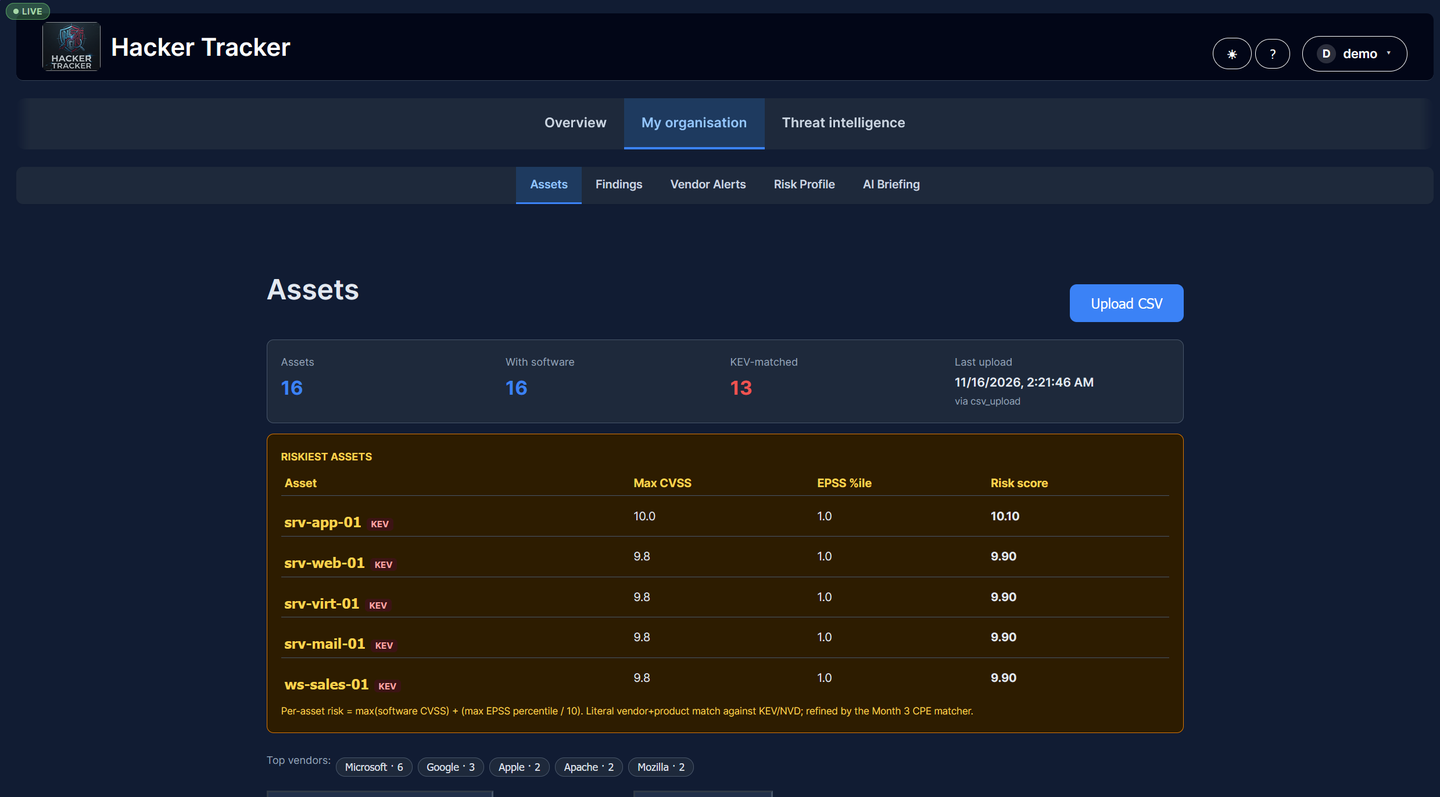 LIVE
HACKER
TRACKER
Hacker Tracker
?
D demo
Overview My organisation Threat intelligence
Assets Findings Vendor Alerts Risk Profile AI Briefing
Assets
Upload CSV
Assets With software KEV-matched Last upload
16 16 13 11/16/2026, 2:21:46 AM
via csv_upload
RISKIEST ASSETS
Asset Max CVSS EPSS %ile Risk score
srv-app-01 KEV 10.0 1.0 10.10
srv-web-01 KEV 9.8 1.0 9.90
srv-virt-01 KEV 9.8 1.0 9.90
srv-mail-01 KEV 9.8 1.0 9.90
ws-sales-01 KEV 9.8 1.0 9.90
Per-asset risk = max(software CVSS) + (max EPSS percentile / 10). Literal vendor+product match against KEV/NVD; refined by the Month 3 CPE matcher.
Top vendors: Microsoft · 6 Google · 3 Apple · 2 Apache · 2 Mozilla · 2